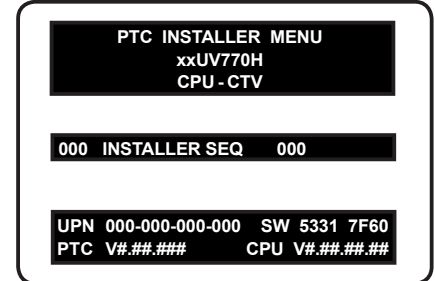 PTC INSTALLER MENU
xxUV770H
CPU - CTV
000 INSTALLER SEQ 000
UPN 000-000-000-000 SW 5331 7F60
PTC V#.##.### CPU V#.##.##.##